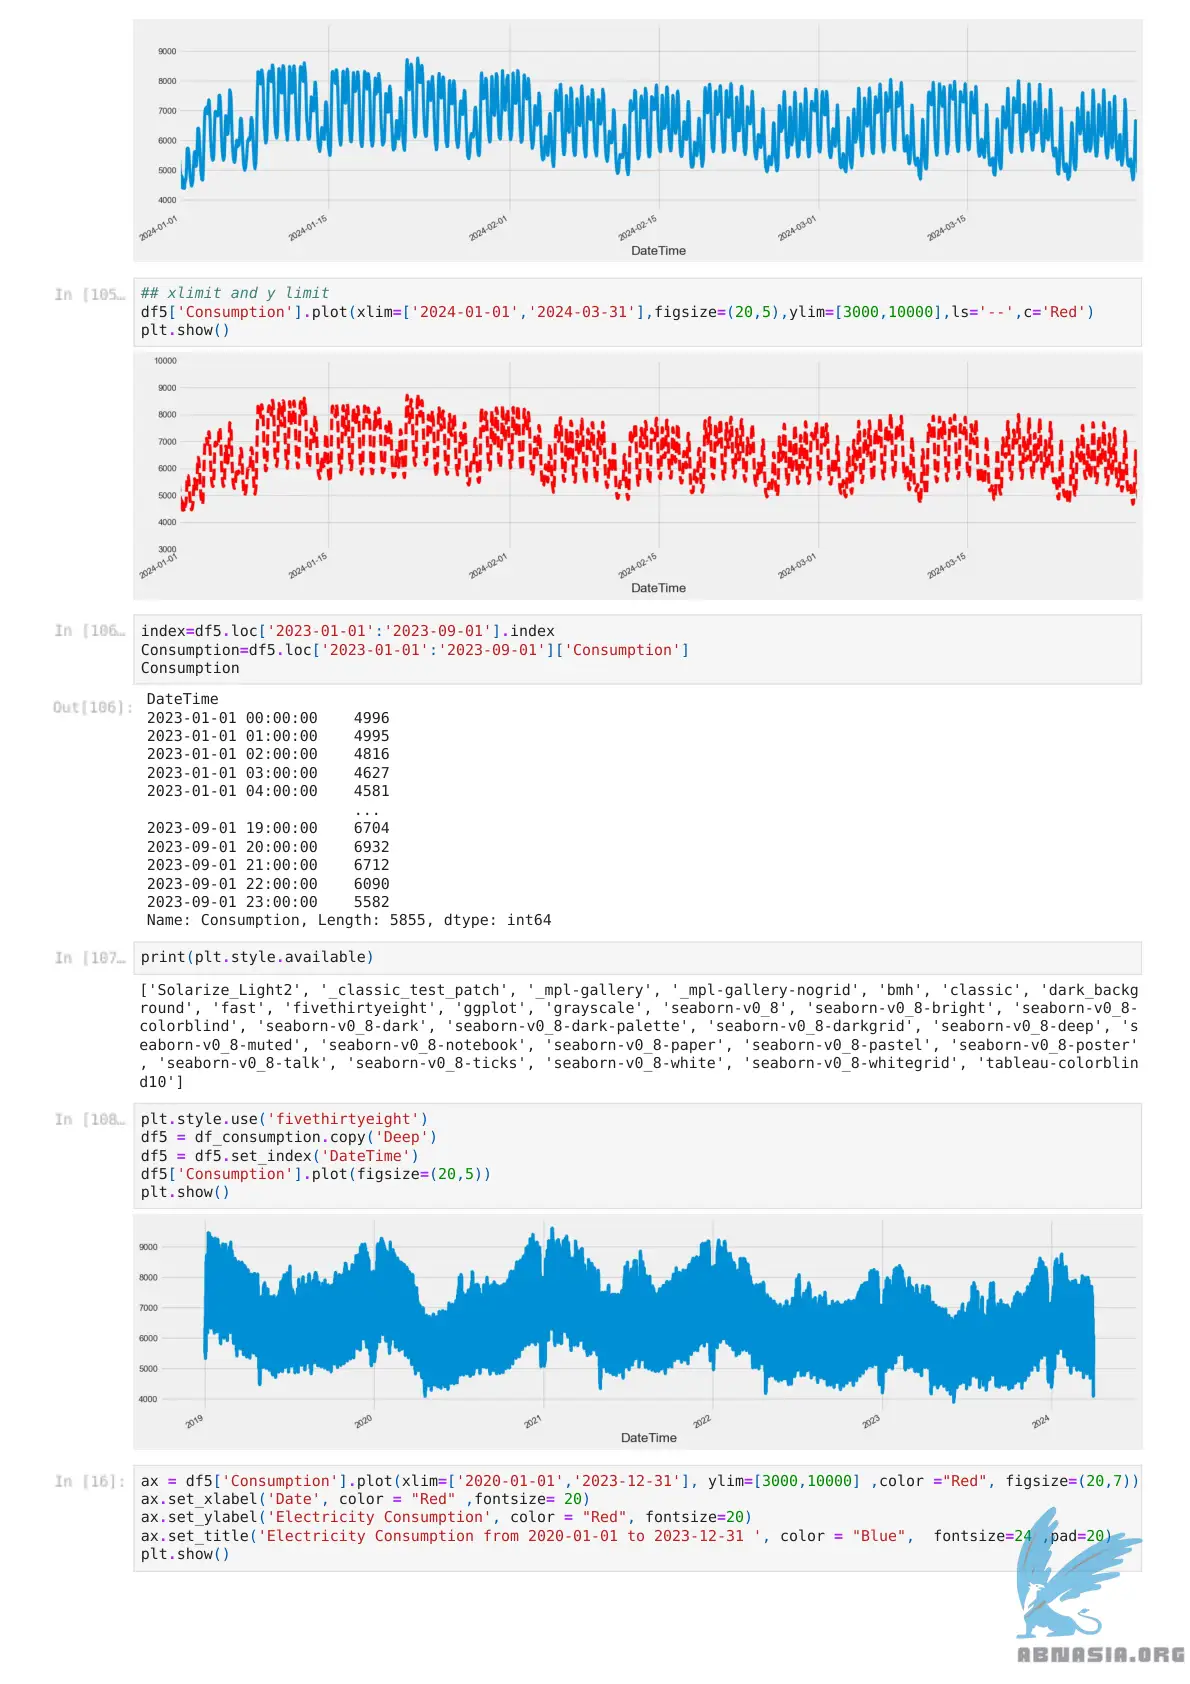 9000
8000
7000
6000
5000
4000
2024-01-01
2024-01-15
2024-02-01
2024-02-15
2024-03-01
2024-03-15
DateTime
In [105…
## xlimit and y limit
df5['Consumption'].plot(xlim=['2024-01-01','2024-03-31'],figsize=(20,5),ylim=[3000,10000],ls='--',c='Red')
plt.show()
10000
9000
8000
7000
6000
5000
4000
3000
2024-01-01
2024-01-15
2024-02-01
2024-02-15
2024-03-01
2024-03-15
DateTime
In [106…
index=df5.loc['2023-01-01':'2023-09-01'].index
Consumption=df5.loc['2023-01-01':'2023-09-01']['Consumption']
Consumption
Out[106]:
DateTime
2023-01-01 00:00:00    4996
2023-01-01 01:00:00    4995
2023-01-01 02:00:00    4816
2023-01-01 03:00:00    4627
2023-01-01 04:00:00    4581
...
2023-09-01 19:00:00    6704
2023-09-01 20:00:00    6932
2023-09-01 21:00:00    6712
2023-09-01 22:00:00    6090
2023-09-01 23:00:00    5582
Name: Consumption, Length: 5855, dtype: int64
In [107…
print(plt.style.available)
['Solarize_Light2', '_classic_test_patch', '_mpl-gallery', '_mpl-gallery-nogrid', 'bmh', 'classic', 'dark_backg
round', 'fast', 'fivethirtyeight', 'ggplot', 'grayscale', 'seaborn-v0_8', 'seaborn-v0_8-bright', 'seaborn-v0_8-
colorblind', 'seaborn-v0_8-dark', 'seaborn-v0_8-dark-palette', 'seaborn-v0_8-darkgrid', 'seaborn-v0_8-deep', 's
eaborn-v0_8-muted', 'seaborn-v0_8-notebook', 'seaborn-v0_8-paper', 'seaborn-v0_8-pastel', 'seaborn-v0_8-poster'
, 'seaborn-v0_8-talk', 'seaborn-v0_8-ticks', 'seaborn-v0_8-white', 'seaborn-v0_8-whitegrid', 'tableau-colorblin
d10']
In [108…
plt.style.use('fivethirtyeight')
df5 = df_consumption.copy('Deep')
df5 = df5.set_index('DateTime')
df5['Consumption'].plot(figsize=(20,5))
plt.show()
9000
8000
7000
6000
5000
4000
2019
2020
2021
2022
2023
2024
DateTime
In [16]:
ax = df5['Consumption'].plot(xlim=['2020-01-01','2023-12-31'], ylim=[3000,10000] ,color ="Red", figsize=(20,7))
ax.set_xlabel('Date', color = "Red" ,fontsize= 20)
ax.set_ylabel('Electricity Consumption', color = "Red", fontsize=20)
ax.set_title('Electricity Consumption from 2020-01-01 to 2023-12-31 ', color = "Blue",  fontsize=24 ,pad=20)
plt.show()
ABNASIA.ORG